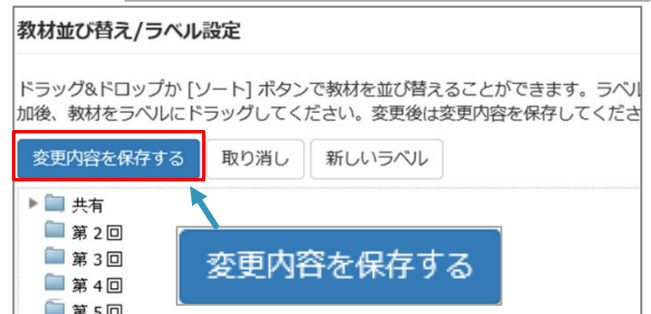 教材並び替え/ラベル設定
ドラッグ&ドロップか [ソート] ボタンで教材を並び替えることができます。ラベル
加後、教材をラベルにドラッグしてください。変更後は変更内容を保存してくださ
変更内容を保存する 取り消し 新しいラベル
共有
第 2 回
第 3 回
第 4 回
第 5 回
変更内容を保存する